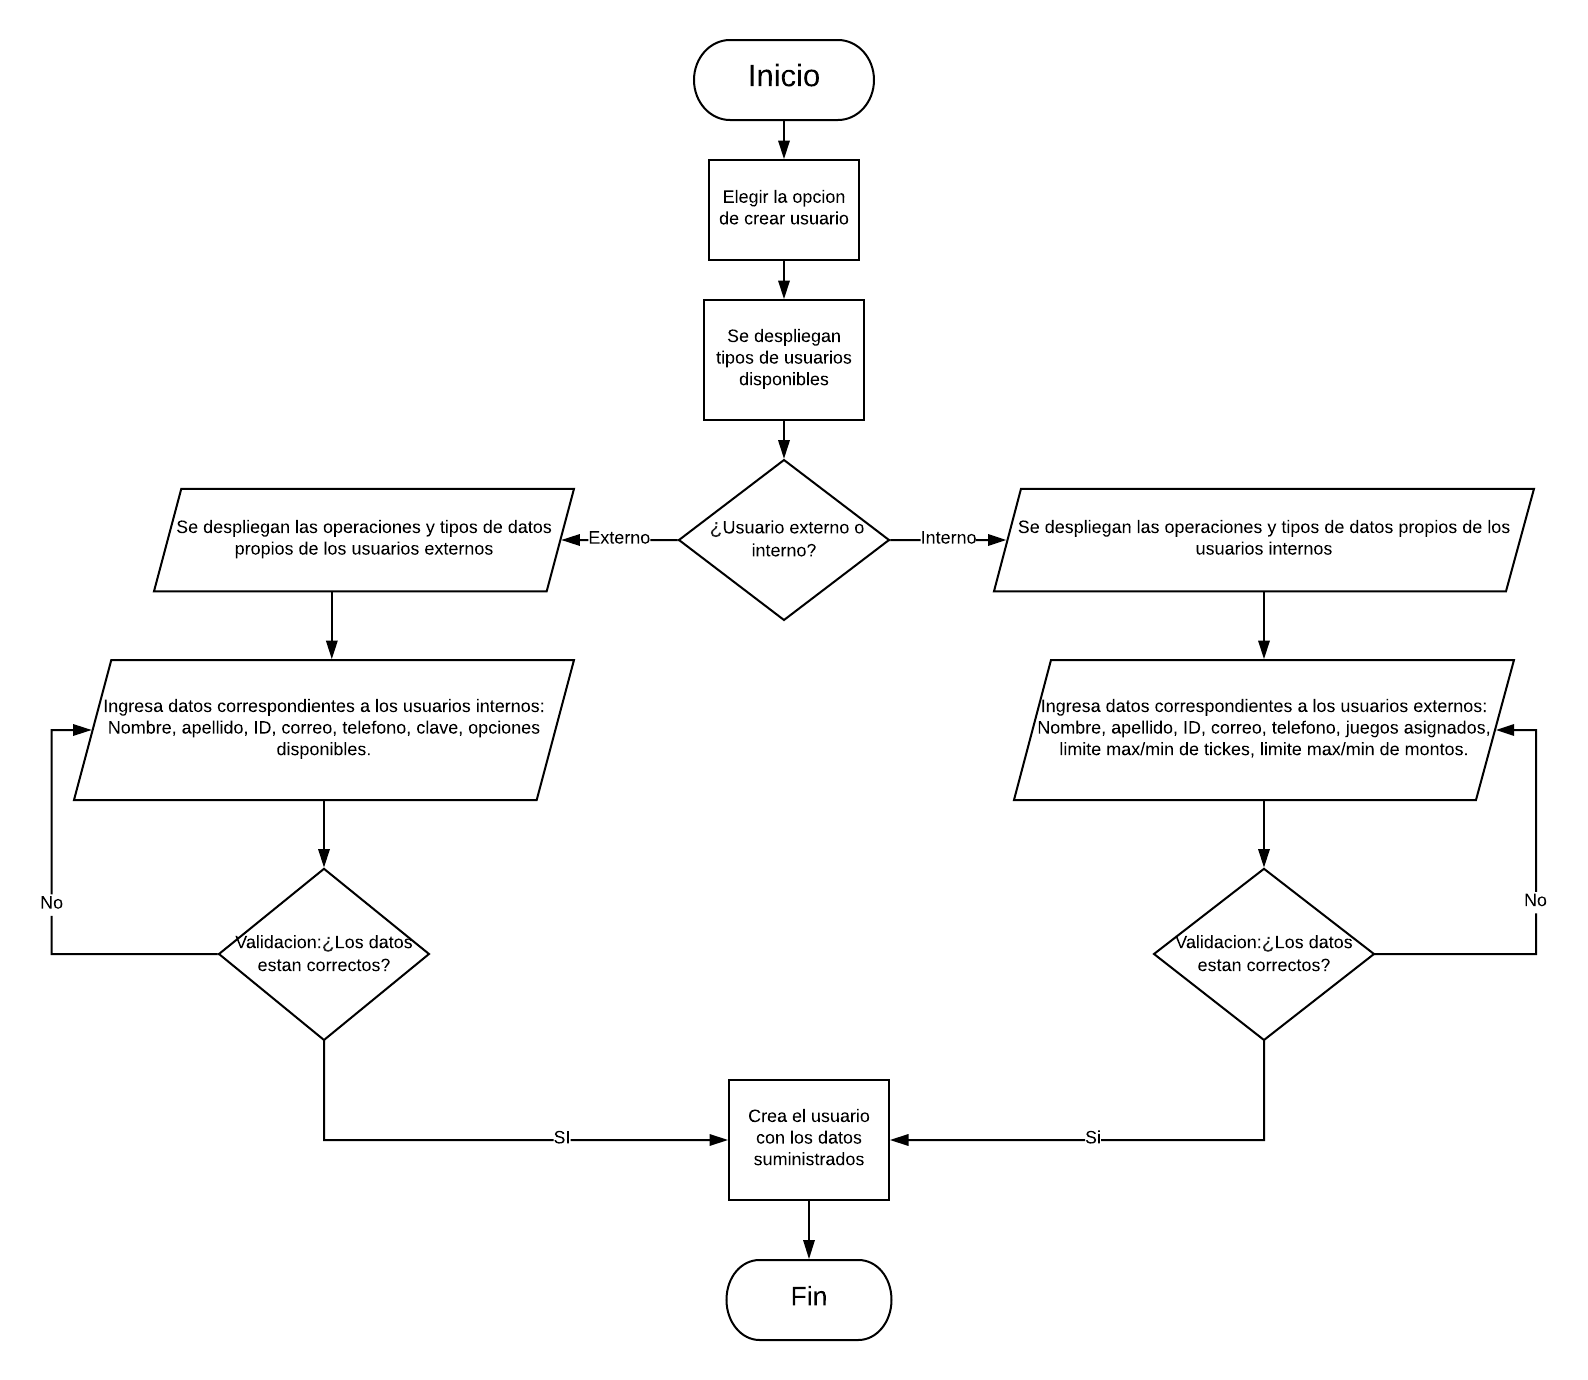 Inicio
Elegir la opcion
de crear usuario
Se despliegan
tipos de usuarios
disponibles
¿Usuario externo o
interno?
Externo
Interno
Se despliegan las operaciones y tipos de datos
propios de los usuarios externos
Se despliegan las operaciones y tipos de datos propios de los
usuarios internos
Ingresa datos correspondientes a los usuarios internos:
Nombre, apellido, ID, correo, telefono, clave, opciones
disponibles.
Ingresa datos correspondientes a los usuarios externos:
Nombre, apellido, ID, correo, telefono, juegos asignados,
limite max/min de tickes, limite max/min de montos.
No
No
Validacion:¿Los datos
estan correctos?
Validacion:¿Los datos
estan correctos?
SI
Si
Crea el usuario
con los datos
suministrados
Fin